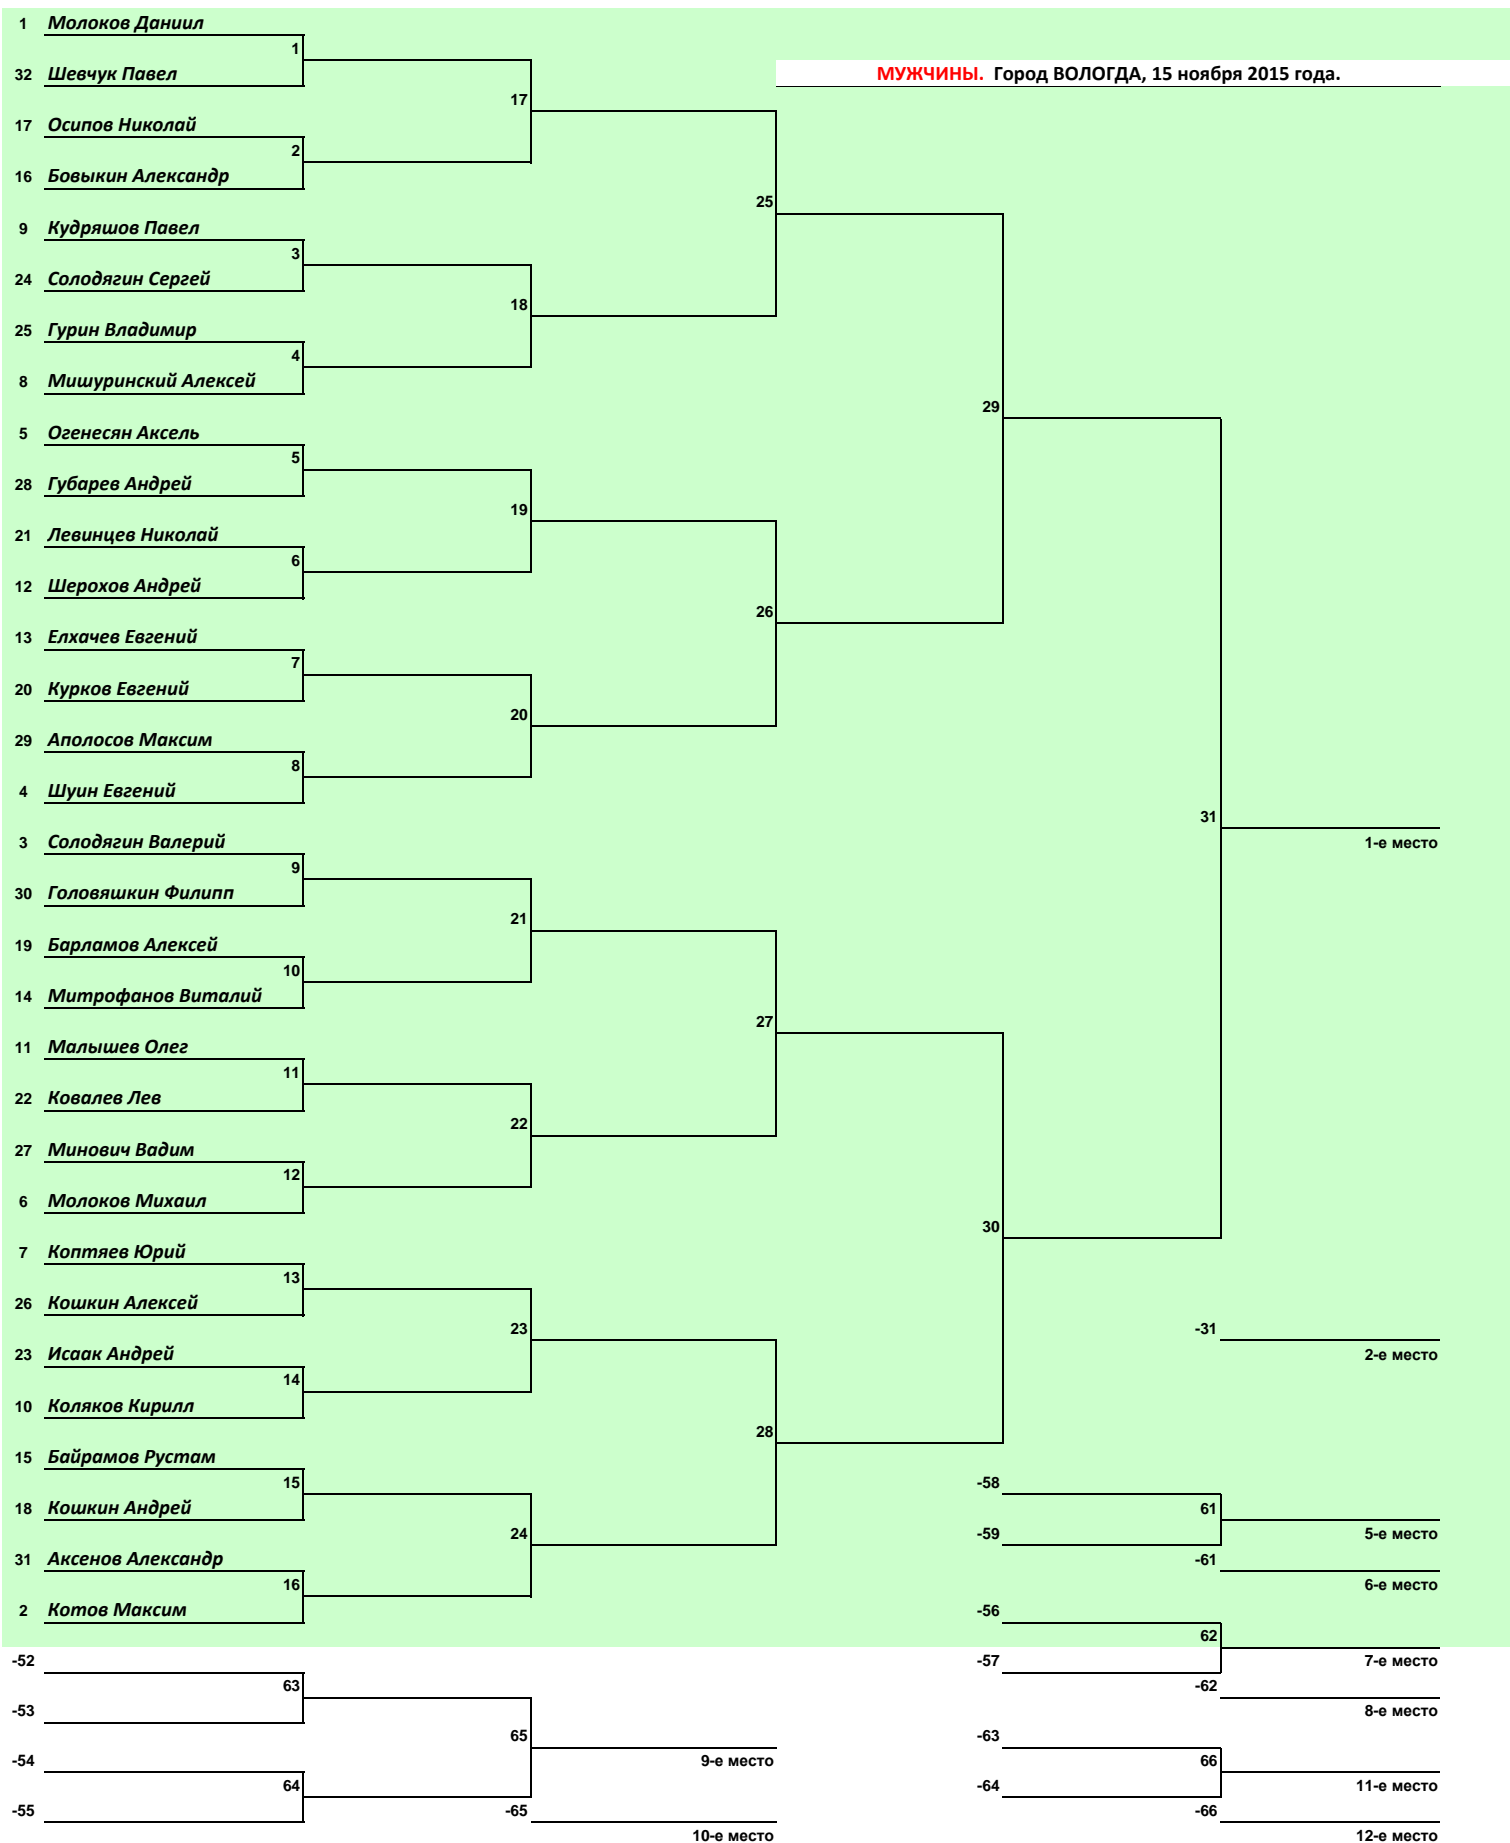 1 Молоков Даниил
1
32 Шевчук Павел
МУЖЧИНЫ. Город ВОЛОГДА, 15 ноября 2015 года.
17
17 Осипов Николай
2
16 Бовыкин Александр
25
9 Кудряшов Павел
3
24 Солодягин Сергей
18
25 Гурин Владимир
4
8 Мишуринский Алексей
29
5 Огенесян Аксель
5
28 Губарев Андрей
19
21 Левинцев Николай
6
12 Шерохов Андрей
26
13 Елхачев Евгений
7
20 Курков Евгений
20
29 Аполосов Максим
8
4 Шуин Евгений
31
3 Солодягин Валерий
1-е место
9
30 Головяшкин Филипп
21
19 Барламов Алексей
10
14 Митрофанов Виталий
27
11 Малышев Олег
11
22 Ковалев Лев
22
27 Минович Вадим
12
6 Молоков Михаил
30
7 Коптяев Юрий
13
26 Кошкин Алексей
23
-31
23 Исаак Андрей
2-е место
14
10 Коляков Кирилл
28
15 Байрамов Рустам
15
-58
18 Кошкин Андрей
61
24
-59
5-е место
31 Аксенов Александр
-61
16
6-е место
2 Котов Максим
-56
62
-52
-57
7-е место
63
-62
-53
8-е место
65
-63
-54
9-е место
66
64
-64
11-е место
-55
-65
-66
10-е место
12-е место